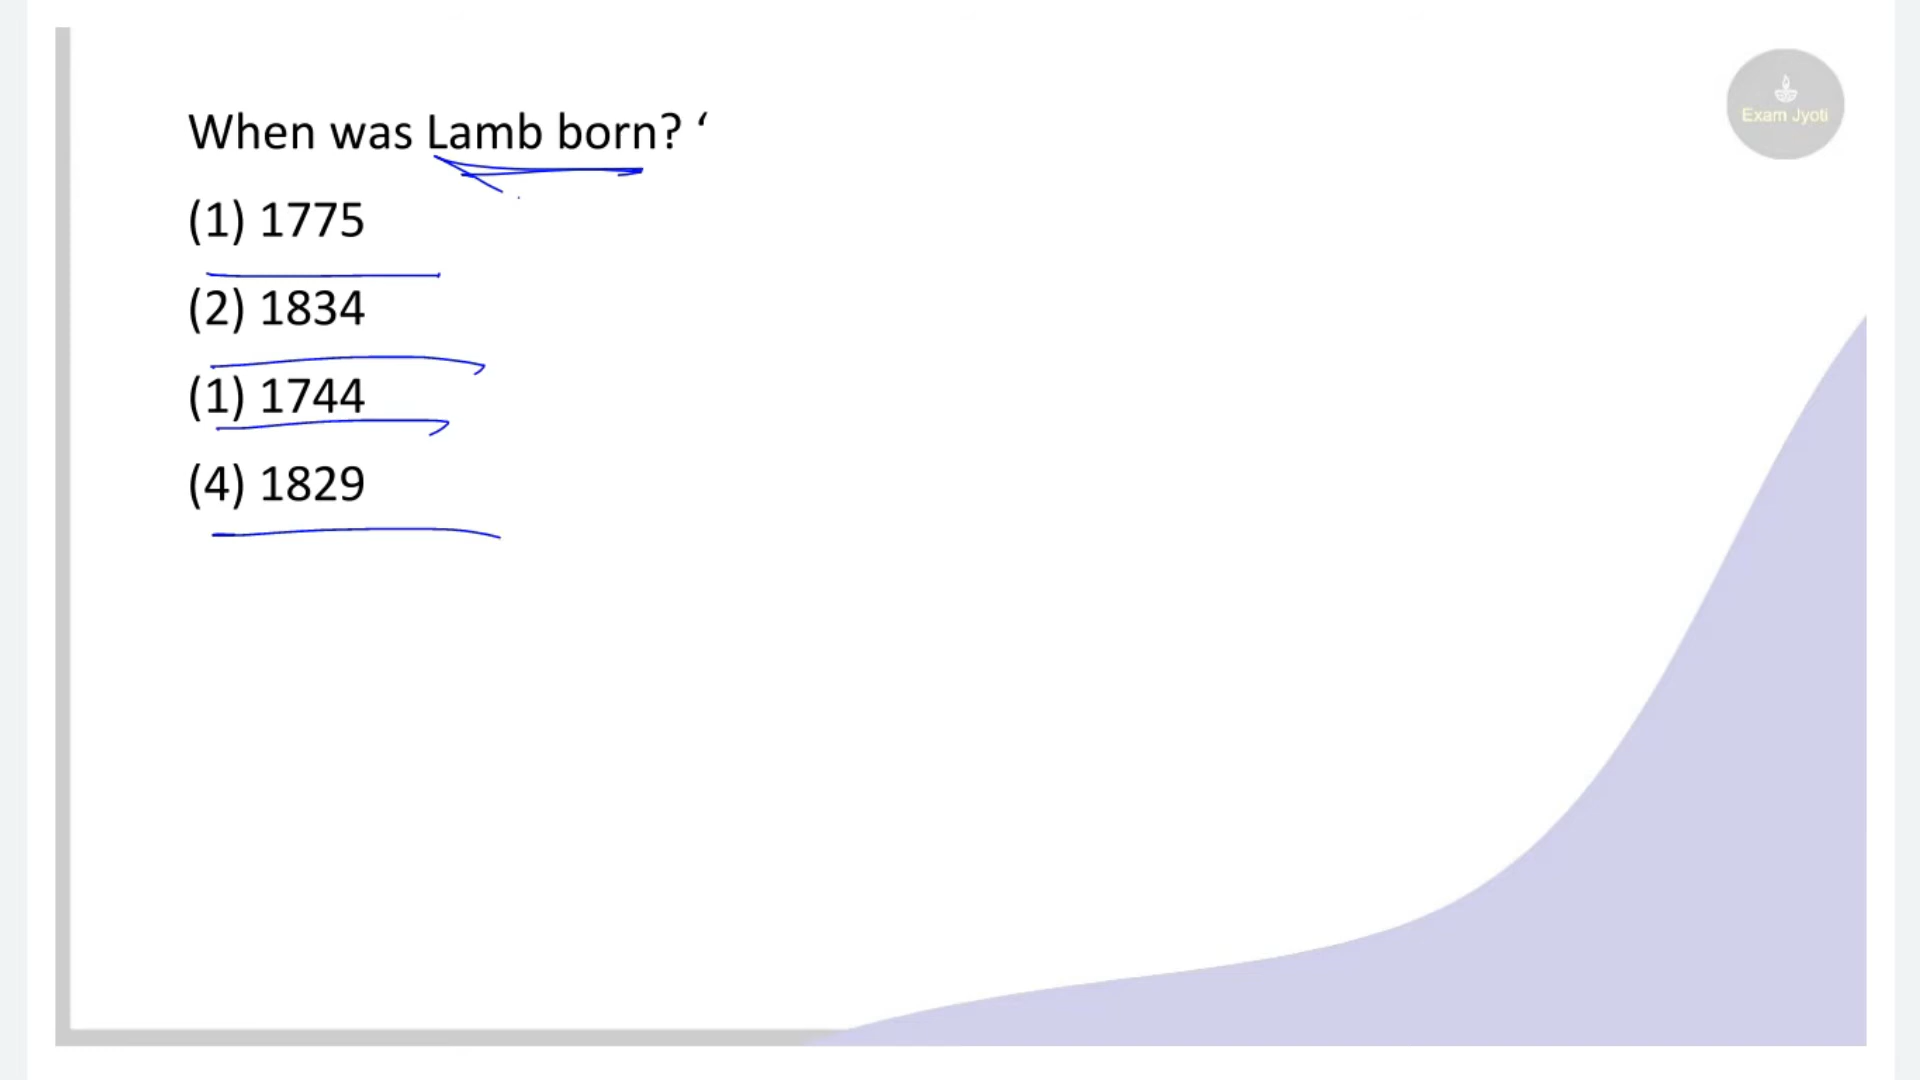 When was Lamb born? ‘
(1) 1775
(2) 1834
(1) 1744
(4) 1829
Exam Jyoti